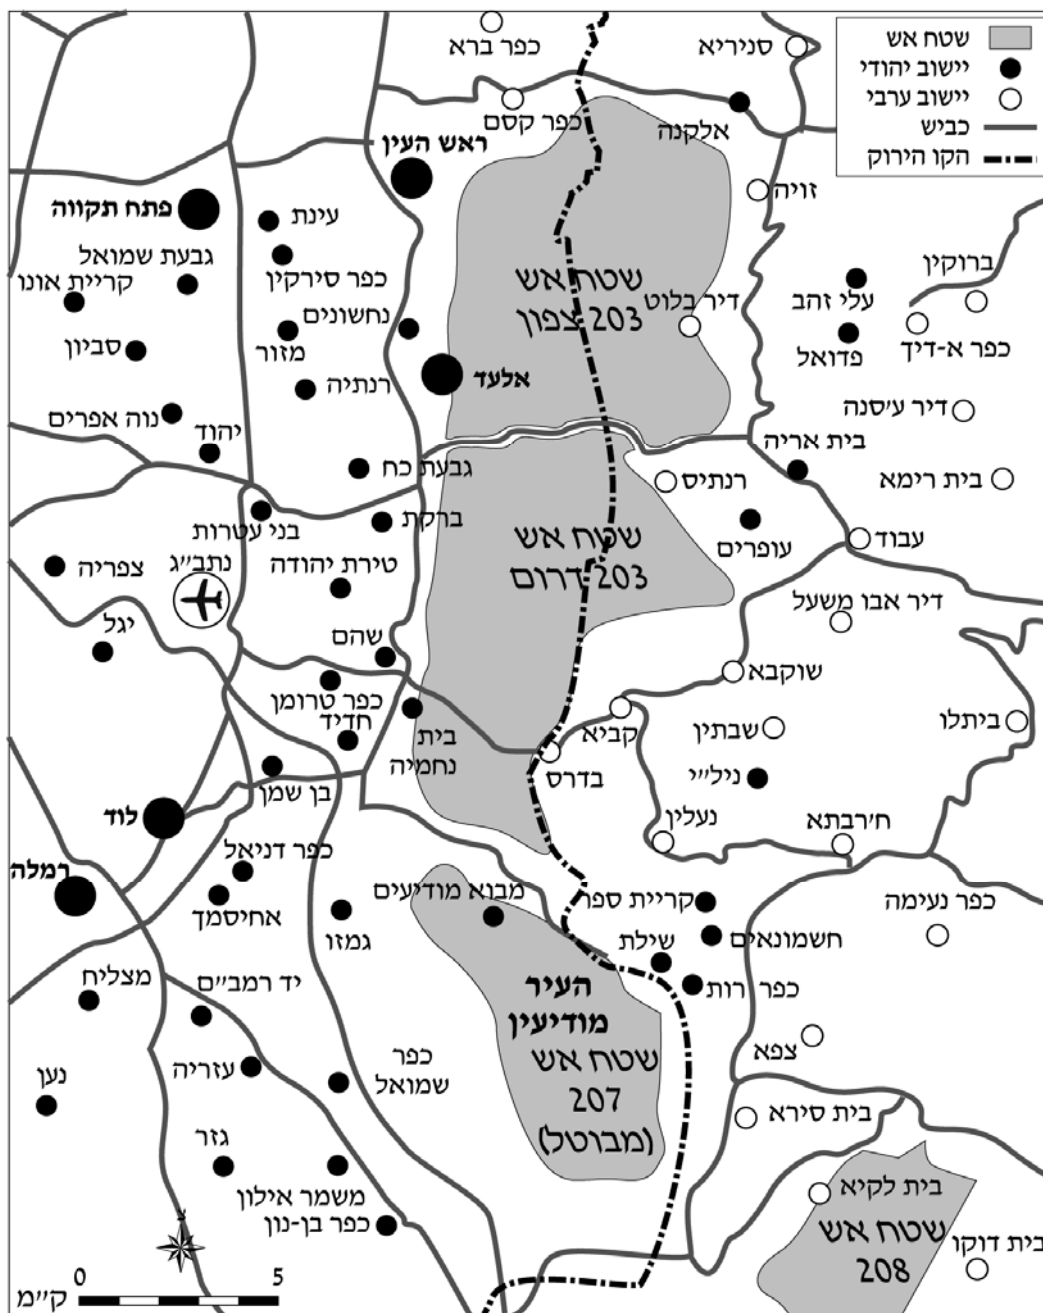 שטח אש
יישוב יהודי
יישוב ערבי
כביש
הקו הירוק
כפר ברא
סניריא
כפר קסם
אלקנה
ראש העין
זויה
פתח תקווה
עינת
גבעת שמואל
כפר סירקין
קריית אונו
ברוקין
עלי זהב
שטח אש
203 צפון
דיר בלוט
נחשונים
מזור
סביון
פדואל
כפר א-דיך
אלעד
רנתיה
נווה אפרים
דיר ע'סנה
יהוד
בית אריה
גבעת כח
רנתיס
בית רימא
ברקת
בני עטרות
שטח אש
203 דרום
עופרים
עבוד
נתב"ג
צפריה
טירת יהודה
דיר אבו משעל
יגל
שהם
שוקבא
כפר טרומן
חדיד
בית
נחמיה
קביא
שבתין
ביתלו
בדרס
ניל"י
בן שמן
לוד
נעלין
ח'רבתא
כפר דניאל
רמלה
אחיסמך
גמזו
מבוא מודיעים
קריית ספר
כפר נעימה
חשמונאים
שילת
כפר רות
מצליח
יד רמב"ם
העיר
מודיעין
שטח אש
207
(מבוטל)
צפא
עזריה
כפר
שמואל
נען
בית סירא
גזר
משמר אילון
כפר בן-נון
בית לקיא
שטח אש
208
בית דוקו
0 5
ק"מ